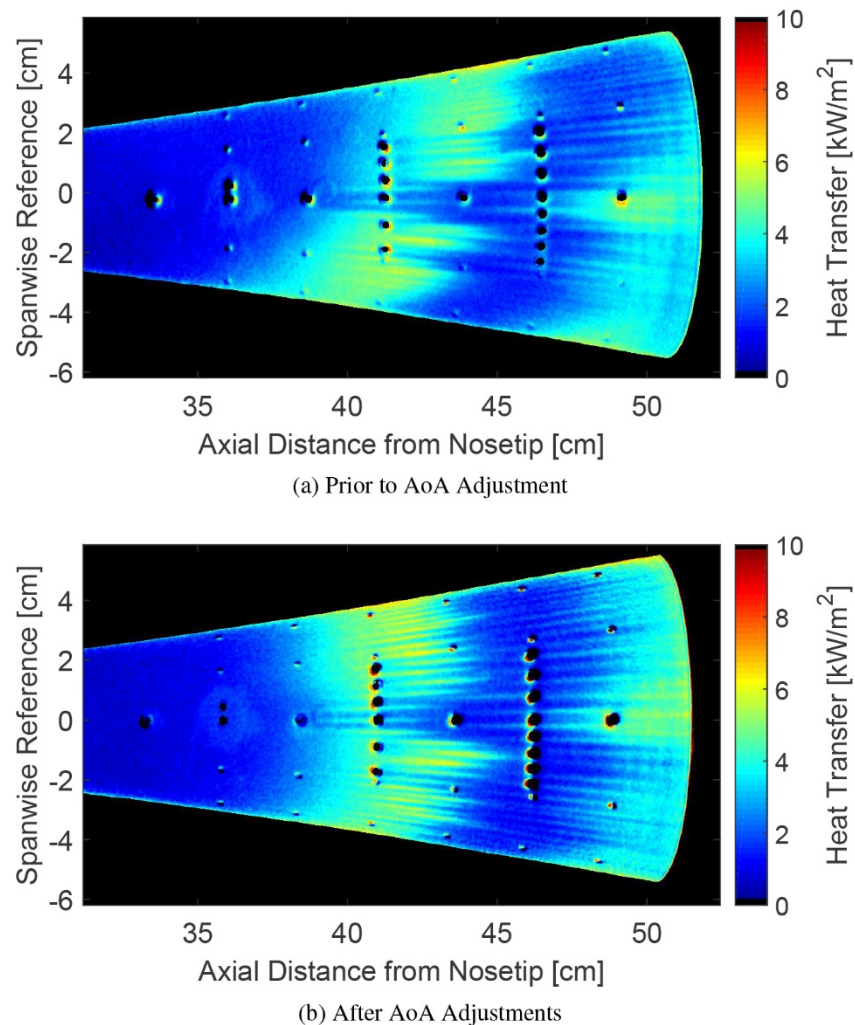 4
2
0
-2
-4
-6
Spanwise Reference [cm]
35 40 45 50
Axial Distance from Nosetip [cm]
10
8
6
4
2
0
Heat Transfer [kW/m²]
(a) Prior to AoA Adjustment
4
2
0
-2
-4
-6
Spanwise Reference [cm]
35 40 45 50
Axial Distance from Nosetip [cm]
10
8
6
4
2
0
Heat Transfer [kW/m²]
(b) After AoA Adjustments